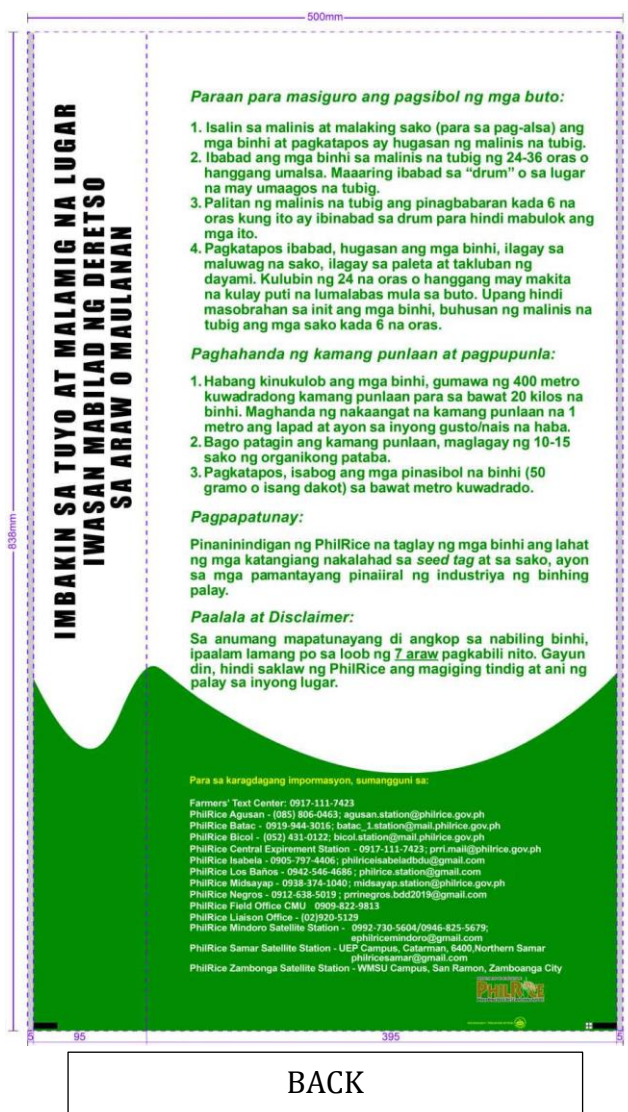 500mm
838mm
IMBAKIN SA TUYO AT MALAMIG NA LUGAR
IWASAN MABILAD NG DERETSO
SA ARAW O MAULANAN
Paraan para masiguro ang pagsibol ng mga buto:
1. Isalin sa malinis at malaking sako (para sa pag-alsa) ang
mga binhi at pagkatapos ay hugasan ng malinis na tubig.
2. Ibabad ang mga binhi sa malinis na tubig ng 24-36 oras o
hanggang umalsa. Maaaring ibabad sa “drum” o sa lugar
na may umaagos na tubig.
3. Palitan ng malinis na tubig ang pinagbabaran kada 6 na
oras kung ito ay ibinabad sa drum para hindi mabulok ang
mga ito.
4. Pagkatapos ibabad, hugasan ang mga binhi, ilagay sa
maluwag na sako, ilagay sa paleta at takluban ng
dayami. Kulubin ng 24 na oras o hanggang may makita
na kulay puti na lumalabas mula sa buto. Upang hindi
masobrahan sa init ang mga binhi, buhusan ng malinis na
tubig ang mga sako kada 6 na oras.
Paghahanda ng kamang punlaan at pagpupunla:
1. Habang kinukulob ang mga binhi, gumawa ng 400 metro
kuwadradong kamang punlaan para sa bawat 20 kilos na
binhi. Maghanda ng nakaangat na kamang punlaan na 1
metro ang lapad at ayon sa inyong gusto/nais na haba.
2. Bago patagin ang kamang punlaan, maglagay ng 10-15
sako ng organikong pataba.
3. Pagkatapos, isabog ang mga pinasibol na binhi (50
gramo o isang dakot) sa bawat metro kuwadrado.
Pagpapatunay:
Pinaninindigan ng PhilRice na taglay ng mga binhi ang lahat
ng mga katangiang nakalahad sa seed tag at sa sako, ayon
sa mga pamantayang pinaiiral ng industriya ng binhing
palay.
Paalala at Disclaimer:
Sa anumang mapatunayang di angkop sa nabiling binhi,
ipaalam lamang po sa loob ng 7 araw pagkabili nito. Gayun
din, hindi saklaw ng PhilRice ang magiging tindig at ani ng
palay sa inyong lugar.
Para sa karagdagang impormasyon, sumangguni sa:
Farmers' Text Center: 0917-111-7423
PhilRice Agusan - (085) 806-0463; agusan.station@philrice.gov.ph
PhilRice Batac - 0919-944-3016; batac_1.station@mail.philrice.gov.ph
PhilRice Bicol - (052) 431-0122; bicol.station@mail.philrice.gov.ph
PhilRice Central Expirement Station - 0917-111-7423; prri.mail@philrice.gov.ph
PhilRice Isabela - 0905-797-4406; philriceisabeladbdu@gmail.com
PhilRice Los Baños - 0942-546-4686; philrice.station@gmail.com
PhilRice Midsayap - 0938-374-1040; midsayap.station@philrice.gov.ph
PhilRice Negros - 0912-638-5019; prrinegros.bdd2019@gmail.com
PhilRice Field Office CMU 0909-822-9813
PhilRice Liaison Office - (02)920-5129
PhilRice Mindoro Satellite Station - 0992-730-5604/0946-825-5679;
ephilricemindoro@gmail.com
PhilRice Samar Satellite Station - UEP Campus, Catarman, 6400,Northern Samar
philricesamar@gmail.com
PhilRice Zambonga Satellite Station - WMSU Campus, San Ramon, Zamboanga City
PHILRICE
5 95 395 5
BACK